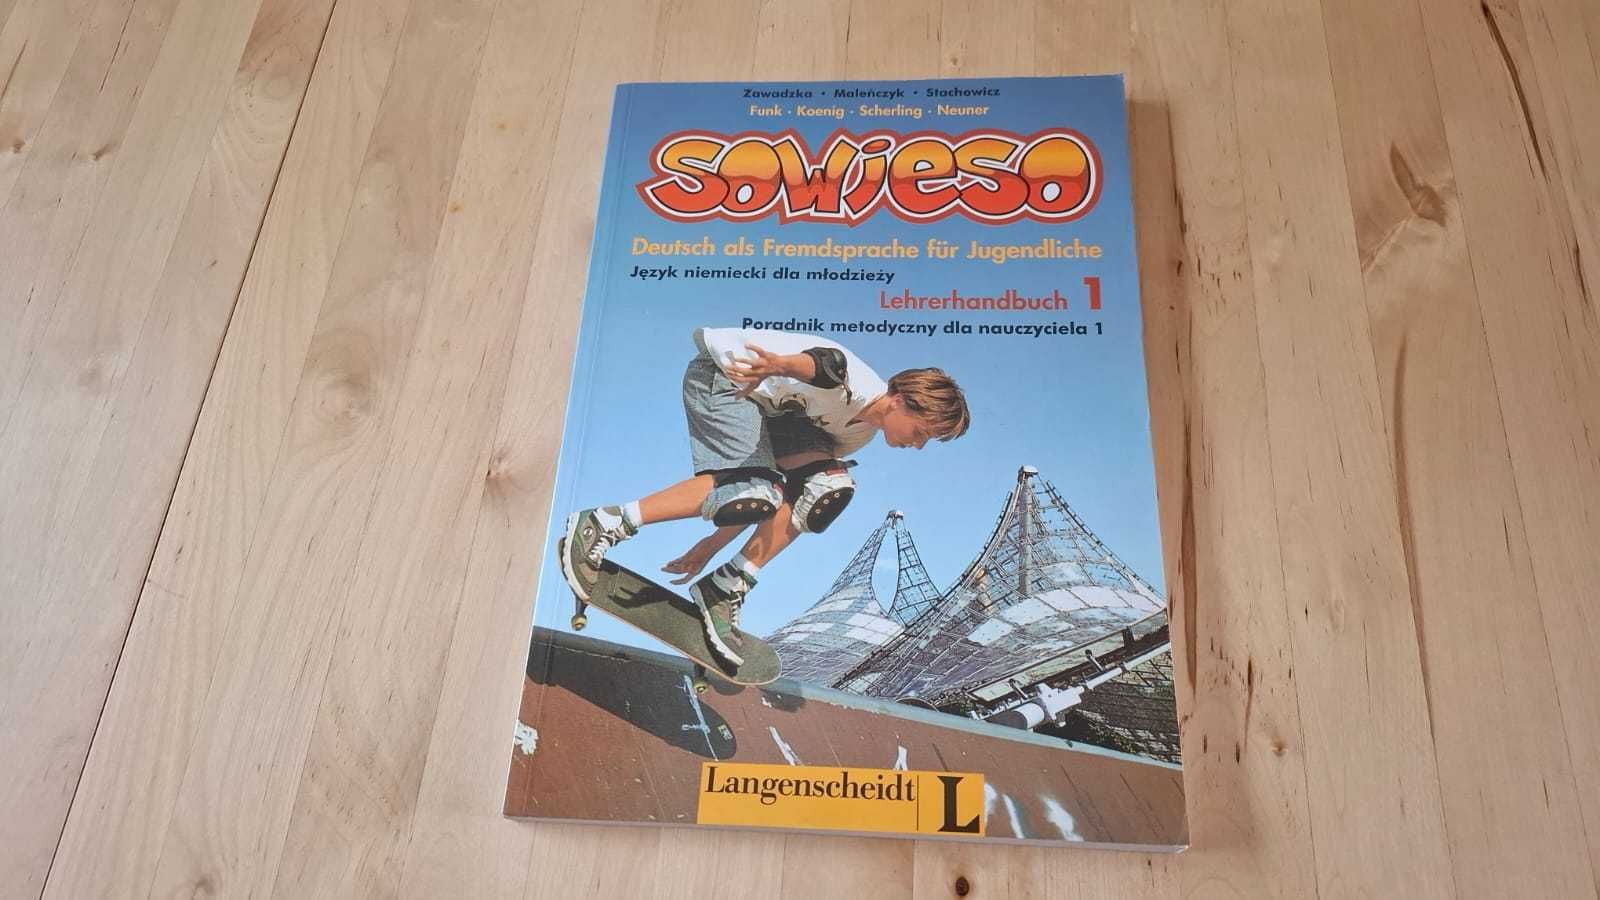 Zawadzka • Maleńczyk • Stachowicz
Funk • Koenig • Scherling • Neuner
sowieso
Deutsch als Fremdsprache für Jugendliche
Język niemiecki dla młodzieży
Lehrerhandbuch 1
Poradnik metodyczny dla nauczyciela 1
Langenscheidt L